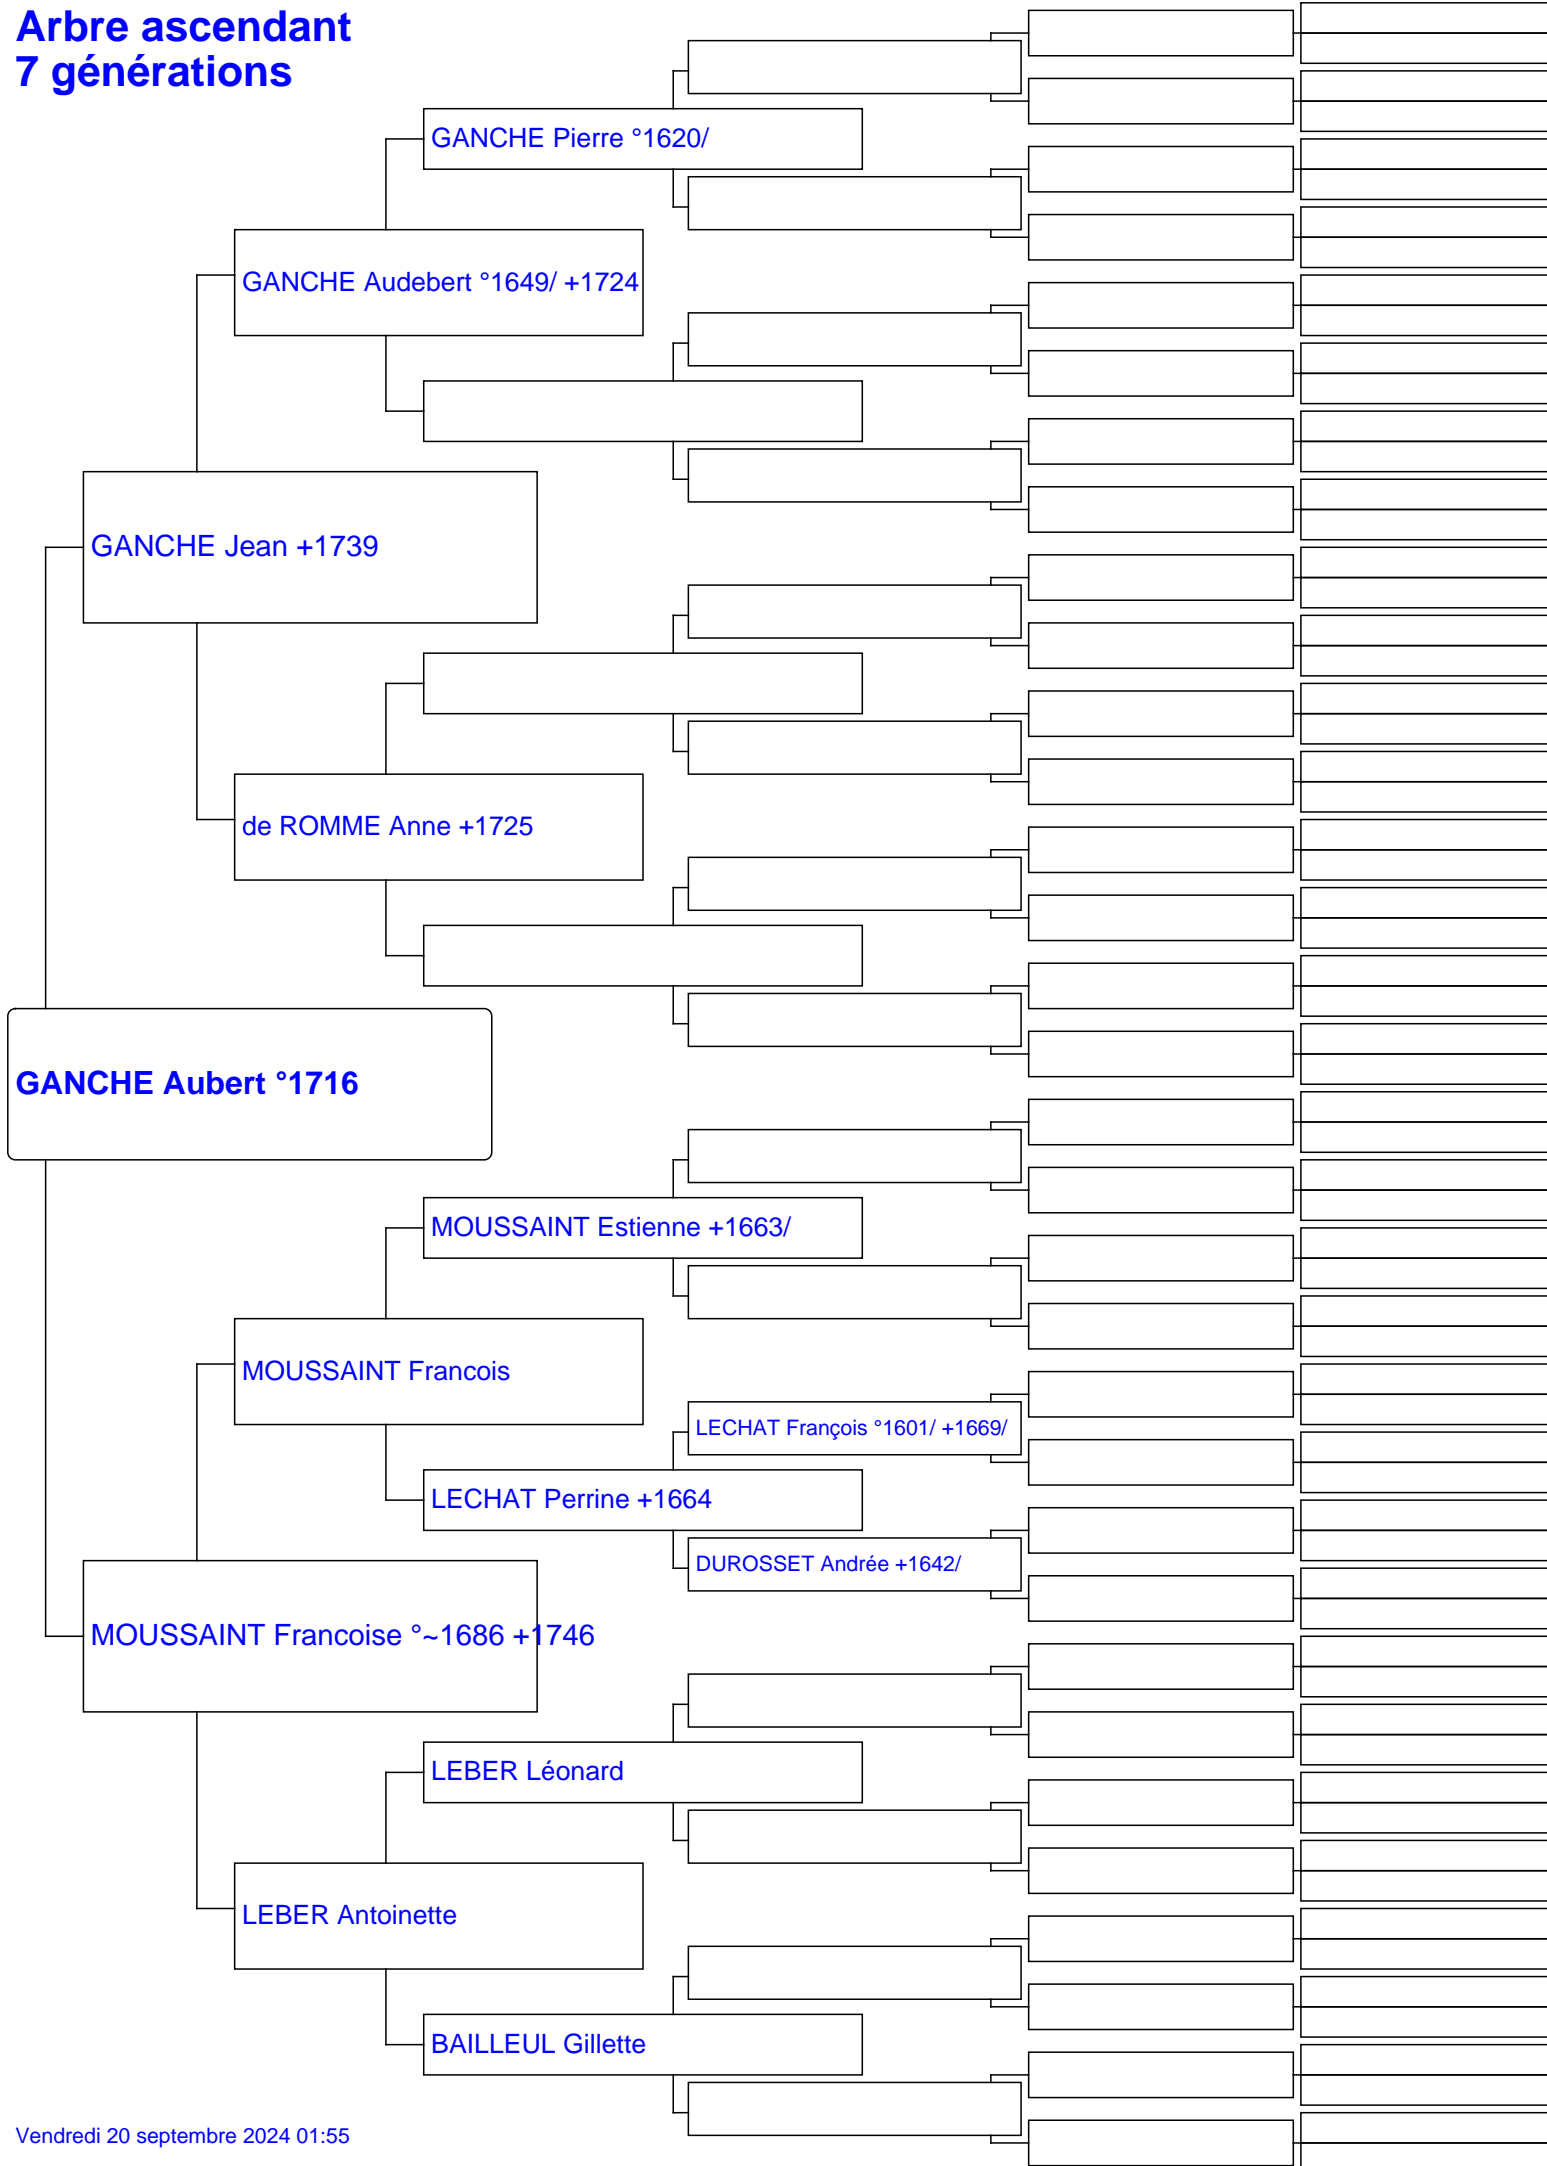 Arbre ascendant
7 générations
GANCHE Pierre °1620/
GANCHE Audebert °1649/ +1724
GANCHE Jean +1739
de ROMME Anne +1725
GANCHE Aubert °1716
MOUSSAINT Estienne +1663/
MOUSSAINT Francois
LECHAT François °1601/ +1669/
LECHAT Perrine +1664
DUROSSET Andrée +1642/
MOUSSAINT Francoise °~1686 +1746
LEBER Léonard
LEBER Antoinette
BAILLEUL Gillette
Vendredi 20 septembre 2024 01:55